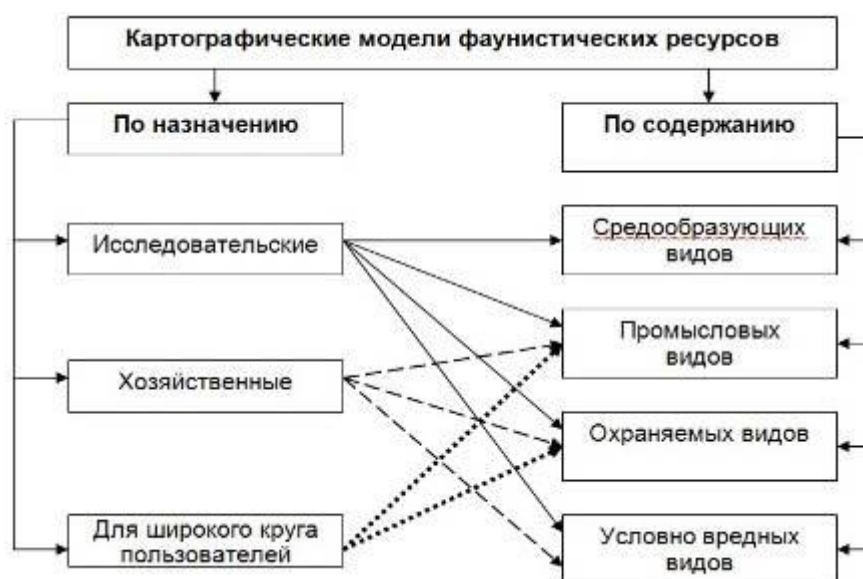 Картографические модели фаунистических ресурсов
По назначению
По содержанию
Исследовательские
Средообразующих
видов
Промысловых
видов
Хозяйственные
Охраняемых видов
Для широкого круга
пользователей
Условно вредных
видов